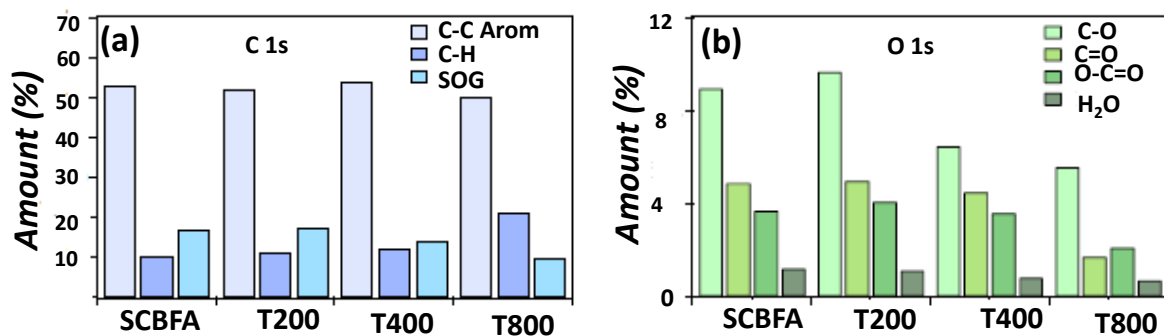 (a)
C 1s
C-C Arom
C-H
SOG
Amount (%)
70
60
50
40
30
20
10
SCBFA T200 T400 T800
(b)
O 1s
C-O
C=O
O-C=O
H₂O
Amount (%)
12
8
4
0
SCBFA T200 T400 T800